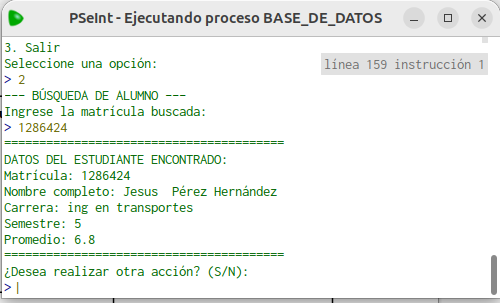 PSeInt - Ejecutando proceso BASE_DE_DATOS
3. Salir
Seleccione una opción:
línea 159 instrucción 1
> 2
--- BÚSQUEDA DE ALUMNO ---
Ingrese la matrícula buscada:
> 1286424
========================================
DATOS DEL ESTUDIANTE ENCONTRADO:
Matrícula: 1286424
Nombre completo: Jesus  Pérez Hernández
Carrera: ing en transportes
Semestre: 5
Promedio: 6.8
========================================
¿Desea realizar otra acción? (S/N):
>